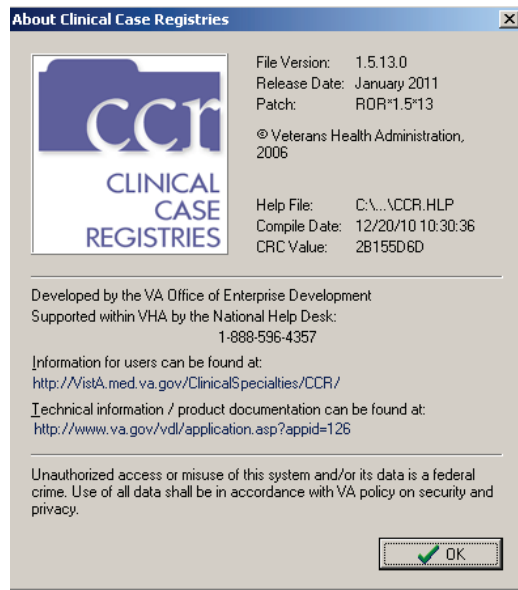 About Clinical Case Registries
ccr
CLINICAL
CASE
REGISTRIES
File Version: 1.5.13.0
Release Date: January 2011
Patch: ROR*1.5*13
© Veterans Health Administration,
2006
Help File: C:\...\CCR.HLP
Compile Date: 12/20/10 10:30:36
CRC Value: 2B155D6D
Developed by the VA Office of Enterprise Development
Supported within VHA by the National Help Desk:
1-888-596-4357
Information for users can be found at:
http://VistA.med.va.gov/ClinicalSpecialties/CCR/
Technical information / product documentation can be found at:
http://www.va.gov/vdl/application.asp?appid=126
Unauthorized access or misuse of this system and/or its data is a federal
crime. Use of all data shall be in accordance with VA policy on security and
privacy.
OK